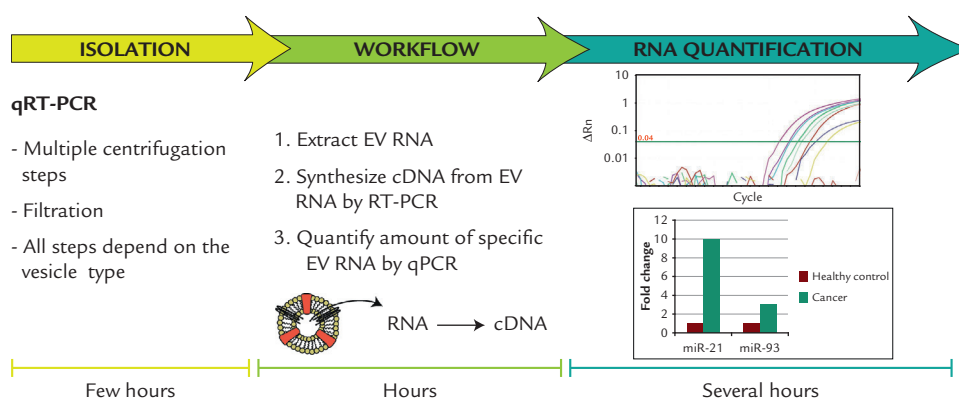 ISOLATION
WORKFLOW
RNA QUANTIFICATION
qRT-PCR
- Multiple centrifugation
steps
- Filtration
- All steps depend on the
vesicle type
1. Extract EV RNA
2. Synthesize cDNA from EV
RNA by RT-PCR
3. Quantify amount of specific
EV RNA by qPCR
RNA
cDNA
10
1
0.1
0.01
0.04
ΔRn
Cycle
12
10
8
6
4
2
0
Fold change
miR-21
miR-93
Healthy control
Cancer
Few hours
Hours
Several hours